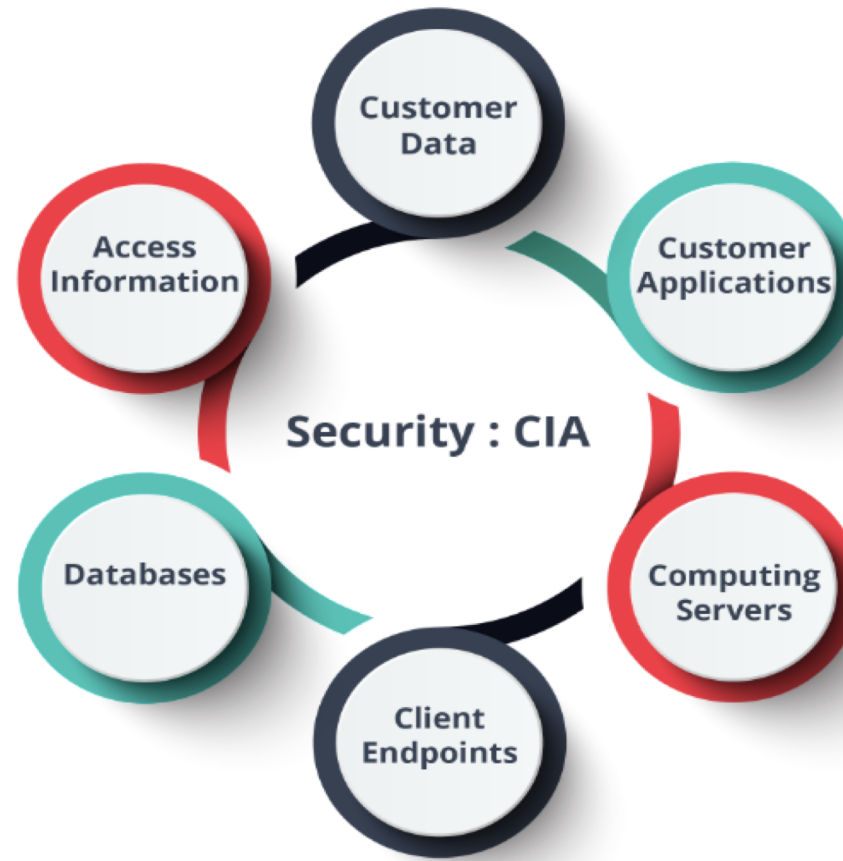 Customer
Data
Customer
Applications
Computing
Servers
Client
Endpoints
Databases
Access
Information
Security : CIA